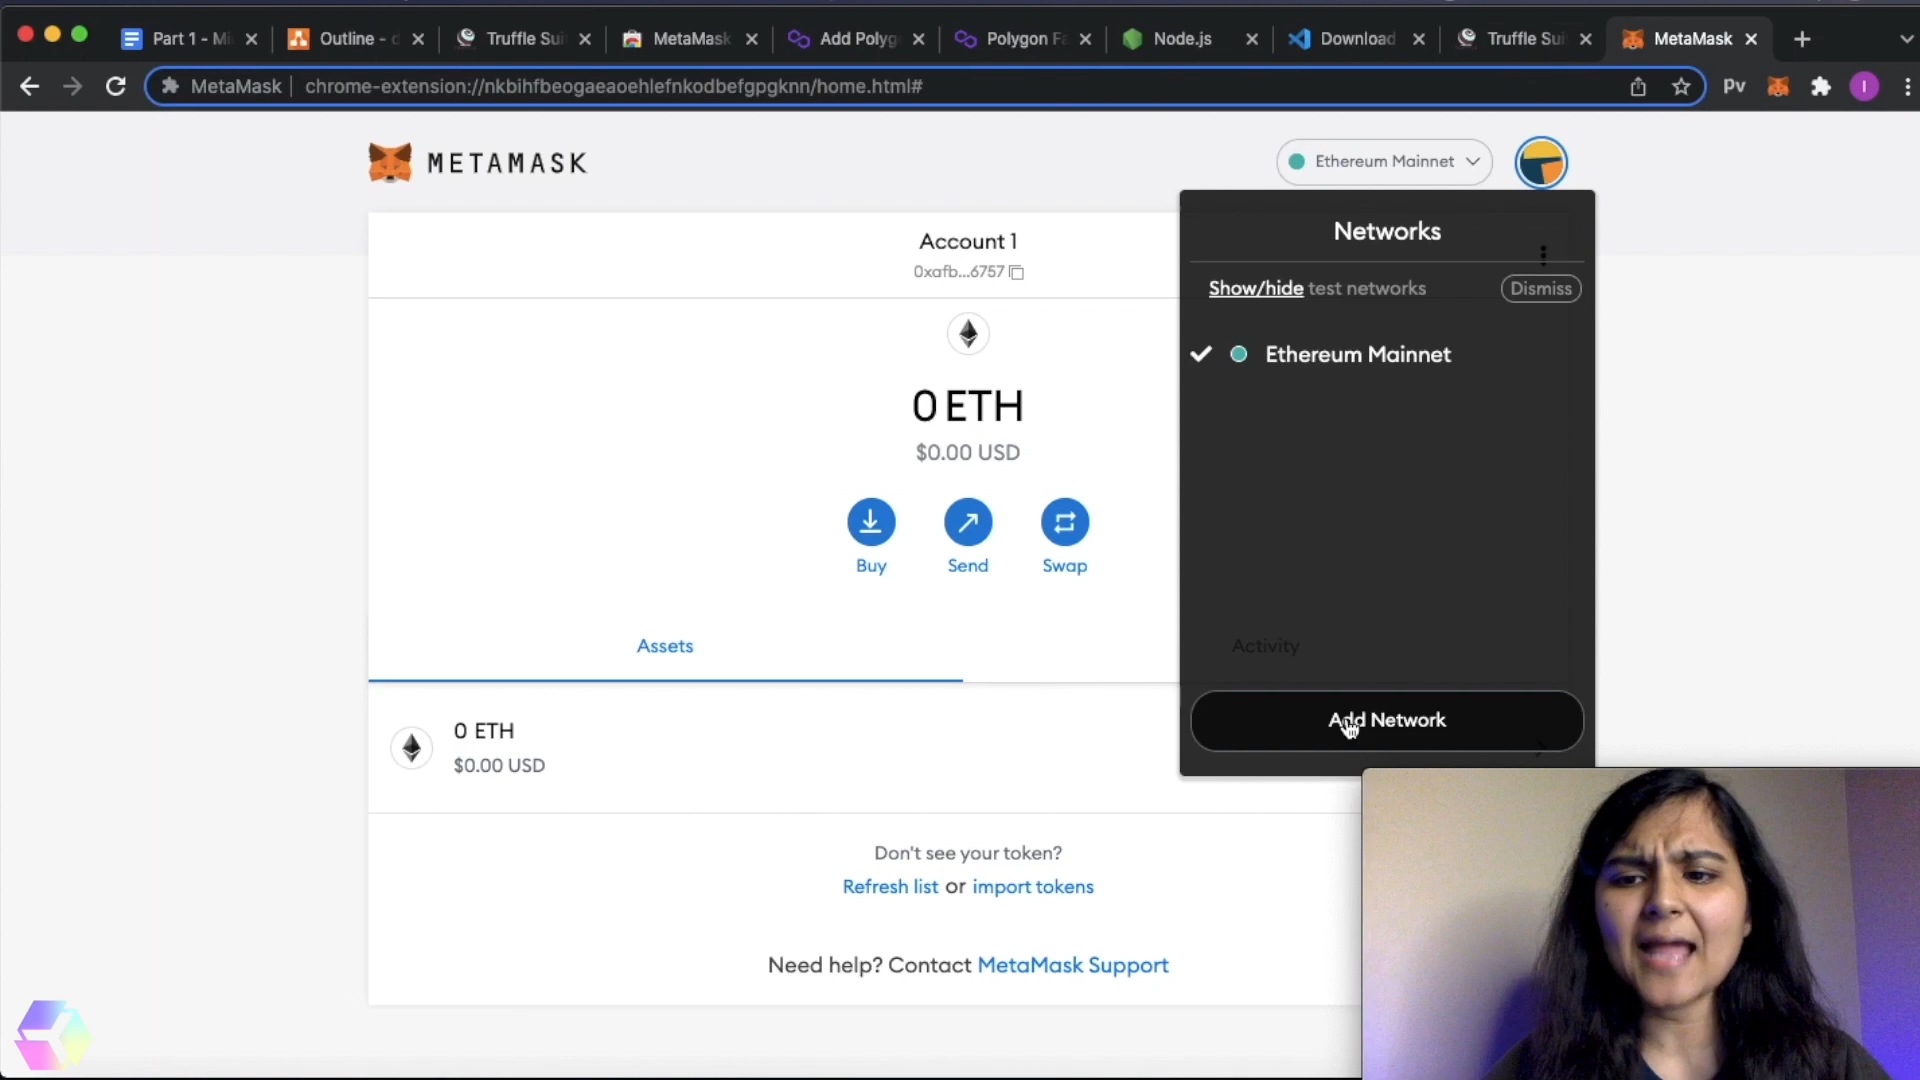 Part 1 - Mi
Outline - d
Truffle Sui
MetaMask
Add Polyg
Polygon Fa
Node.js
Download
Truffle Sui
MetaMask
MetaMask
chrome-extension://nkbihfbeogaeaoehlefnkodbefgpgknn/home.html#
Pv
I
METAMASK
Ethereum Mainnet
Account 1
0xafb...6757
Networks
Show/hide test networks
Dismiss
Ethereum Mainnet
0 ETH
$0.00 USD
Buy
Send
Swap
Assets
Activity
Add Network
0 ETH
$0.00 USD
Don't see your token?
Refresh list or import tokens
Need help? Contact MetaMask Support